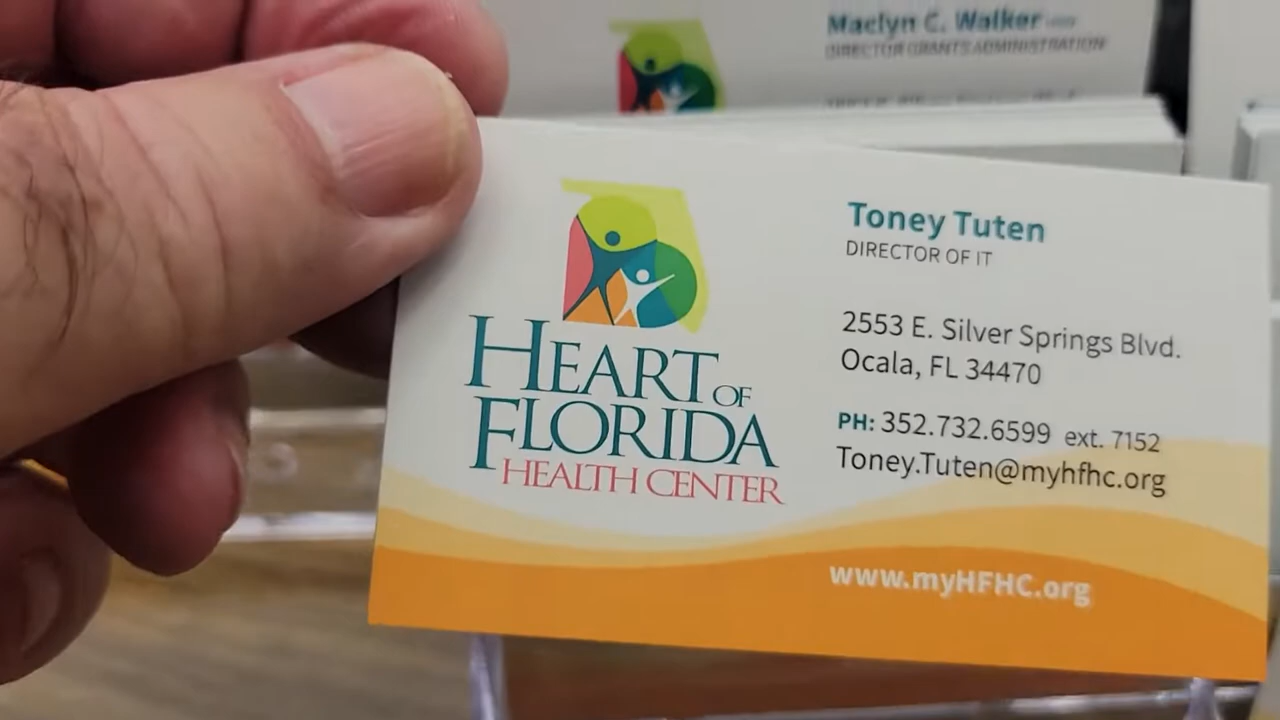 Maclyn C. Walker
DIRECTOR GRANTS ADMINISTRATION
HEART OF
FLORIDA
HEALTH CENTER
Toney Tuten
DIRECTOR OF IT
2553 E. Silver Springs Blvd.
Ocala, FL 34470
PH: 352.732.6599 ext. 7152
Toney.Tuten@myhfhc.org
www.myHFHC.org